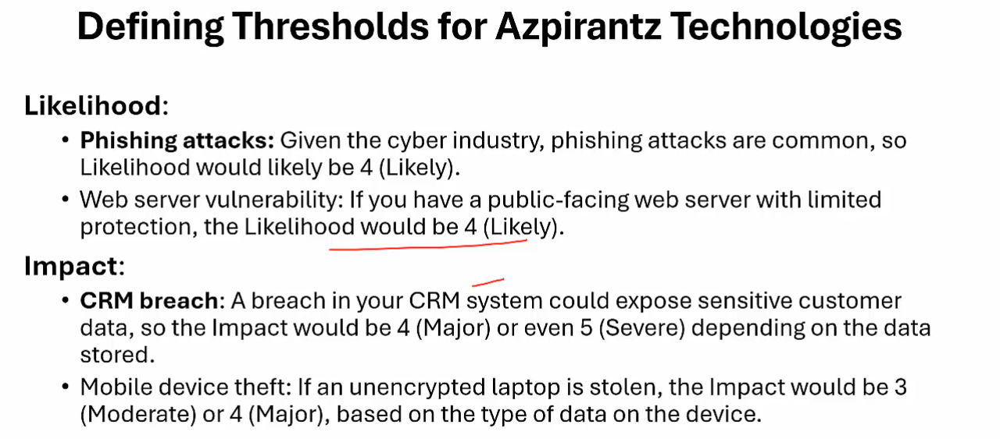 Defining Thresholds for Azpirantz Technologies
Likelihood:
• Phishing attacks: Given the cyber industry, phishing attacks are common, so
Likelihood would likely be 4 (Likely).
• Web server vulnerability: If you have a public-facing web server with limited
protection, the Likelihood would be 4 (Likely).
Impact:
• CRM breach: A breach in your CRM system could expose sensitive customer
data, so the Impact would be 4 (Major) or even 5 (Severe) depending on the data
stored.
• Mobile device theft: If an unencrypted laptop is stolen, the Impact would be 3
(Moderate) or 4 (Major), based on the type of data on the device.